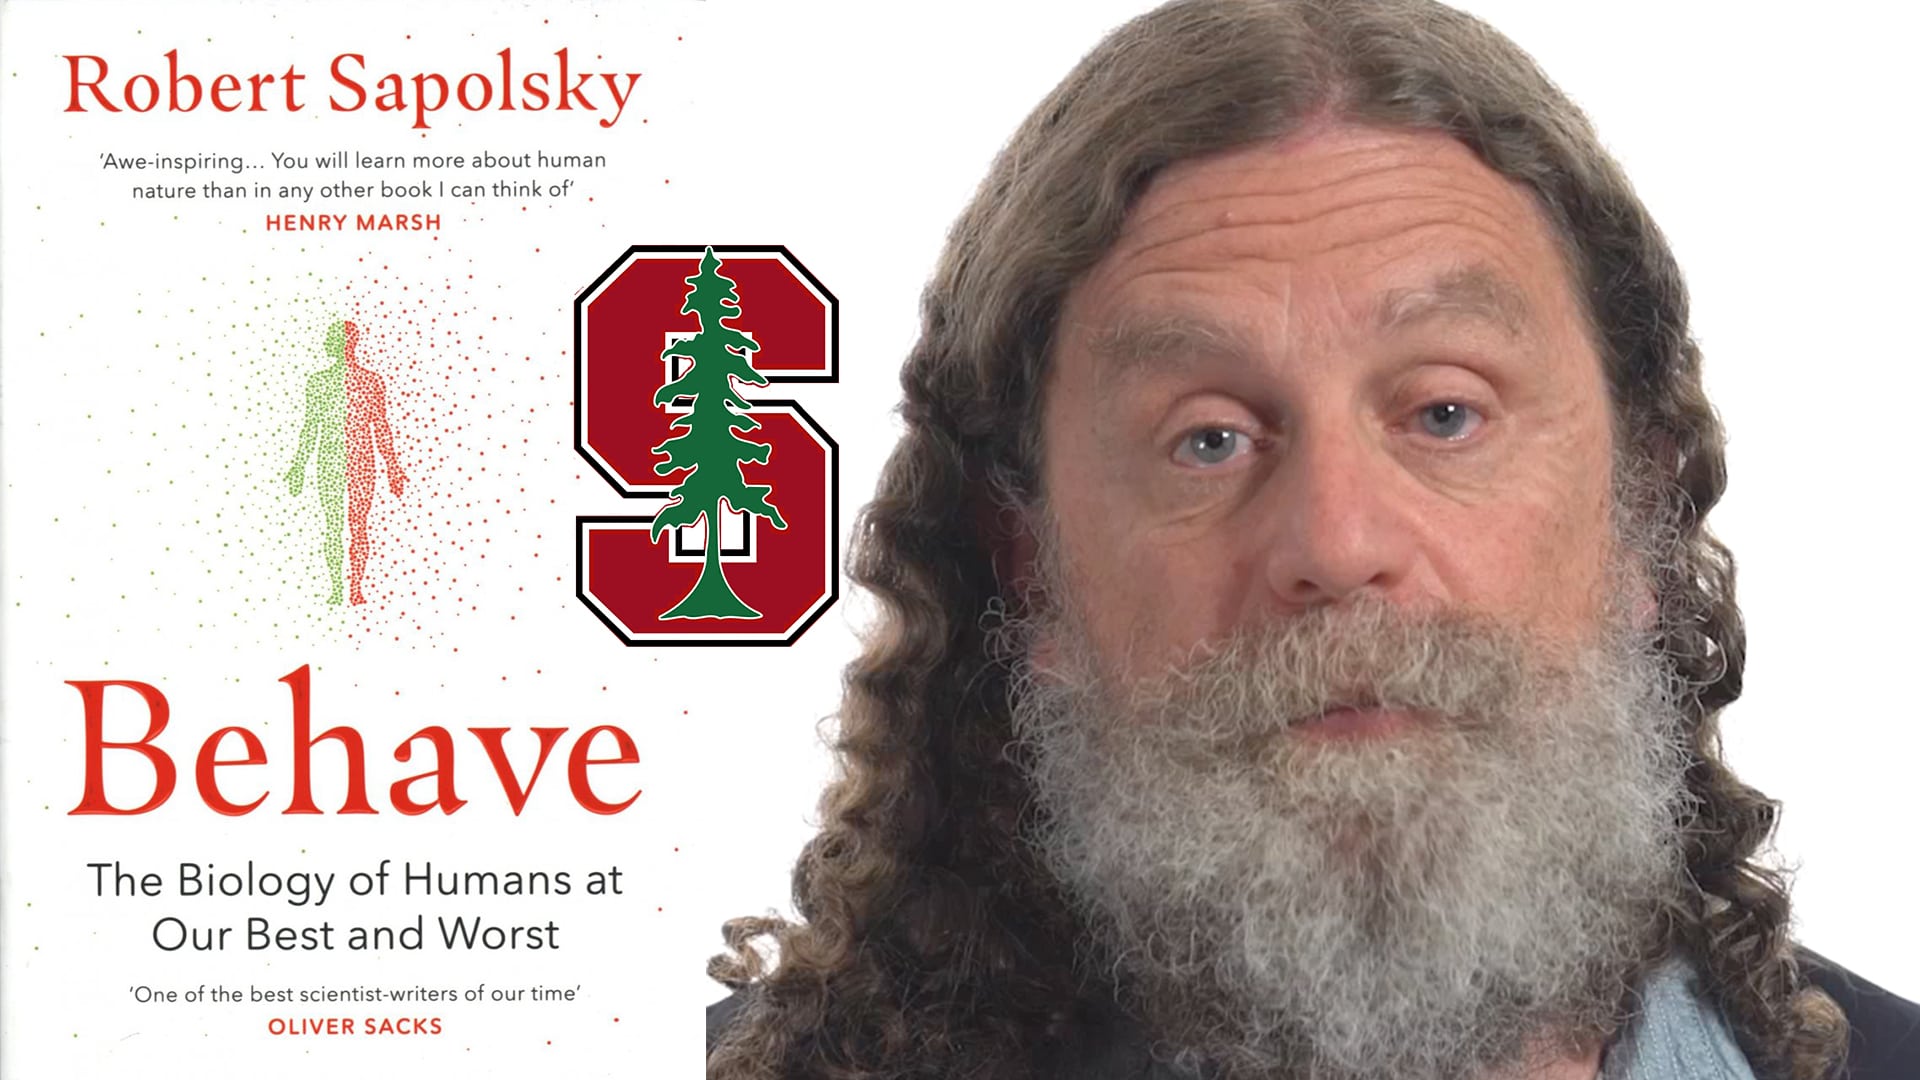 Robert Sapolsky
‘Awe-inspiring… You will learn more about human
nature than in any other book I can think of’
HENRY MARSH
S
Behave
The Biology of Humans at
Our Best and Worst
‘One of the best scientist-writers of our time’
OLIVER SACKS